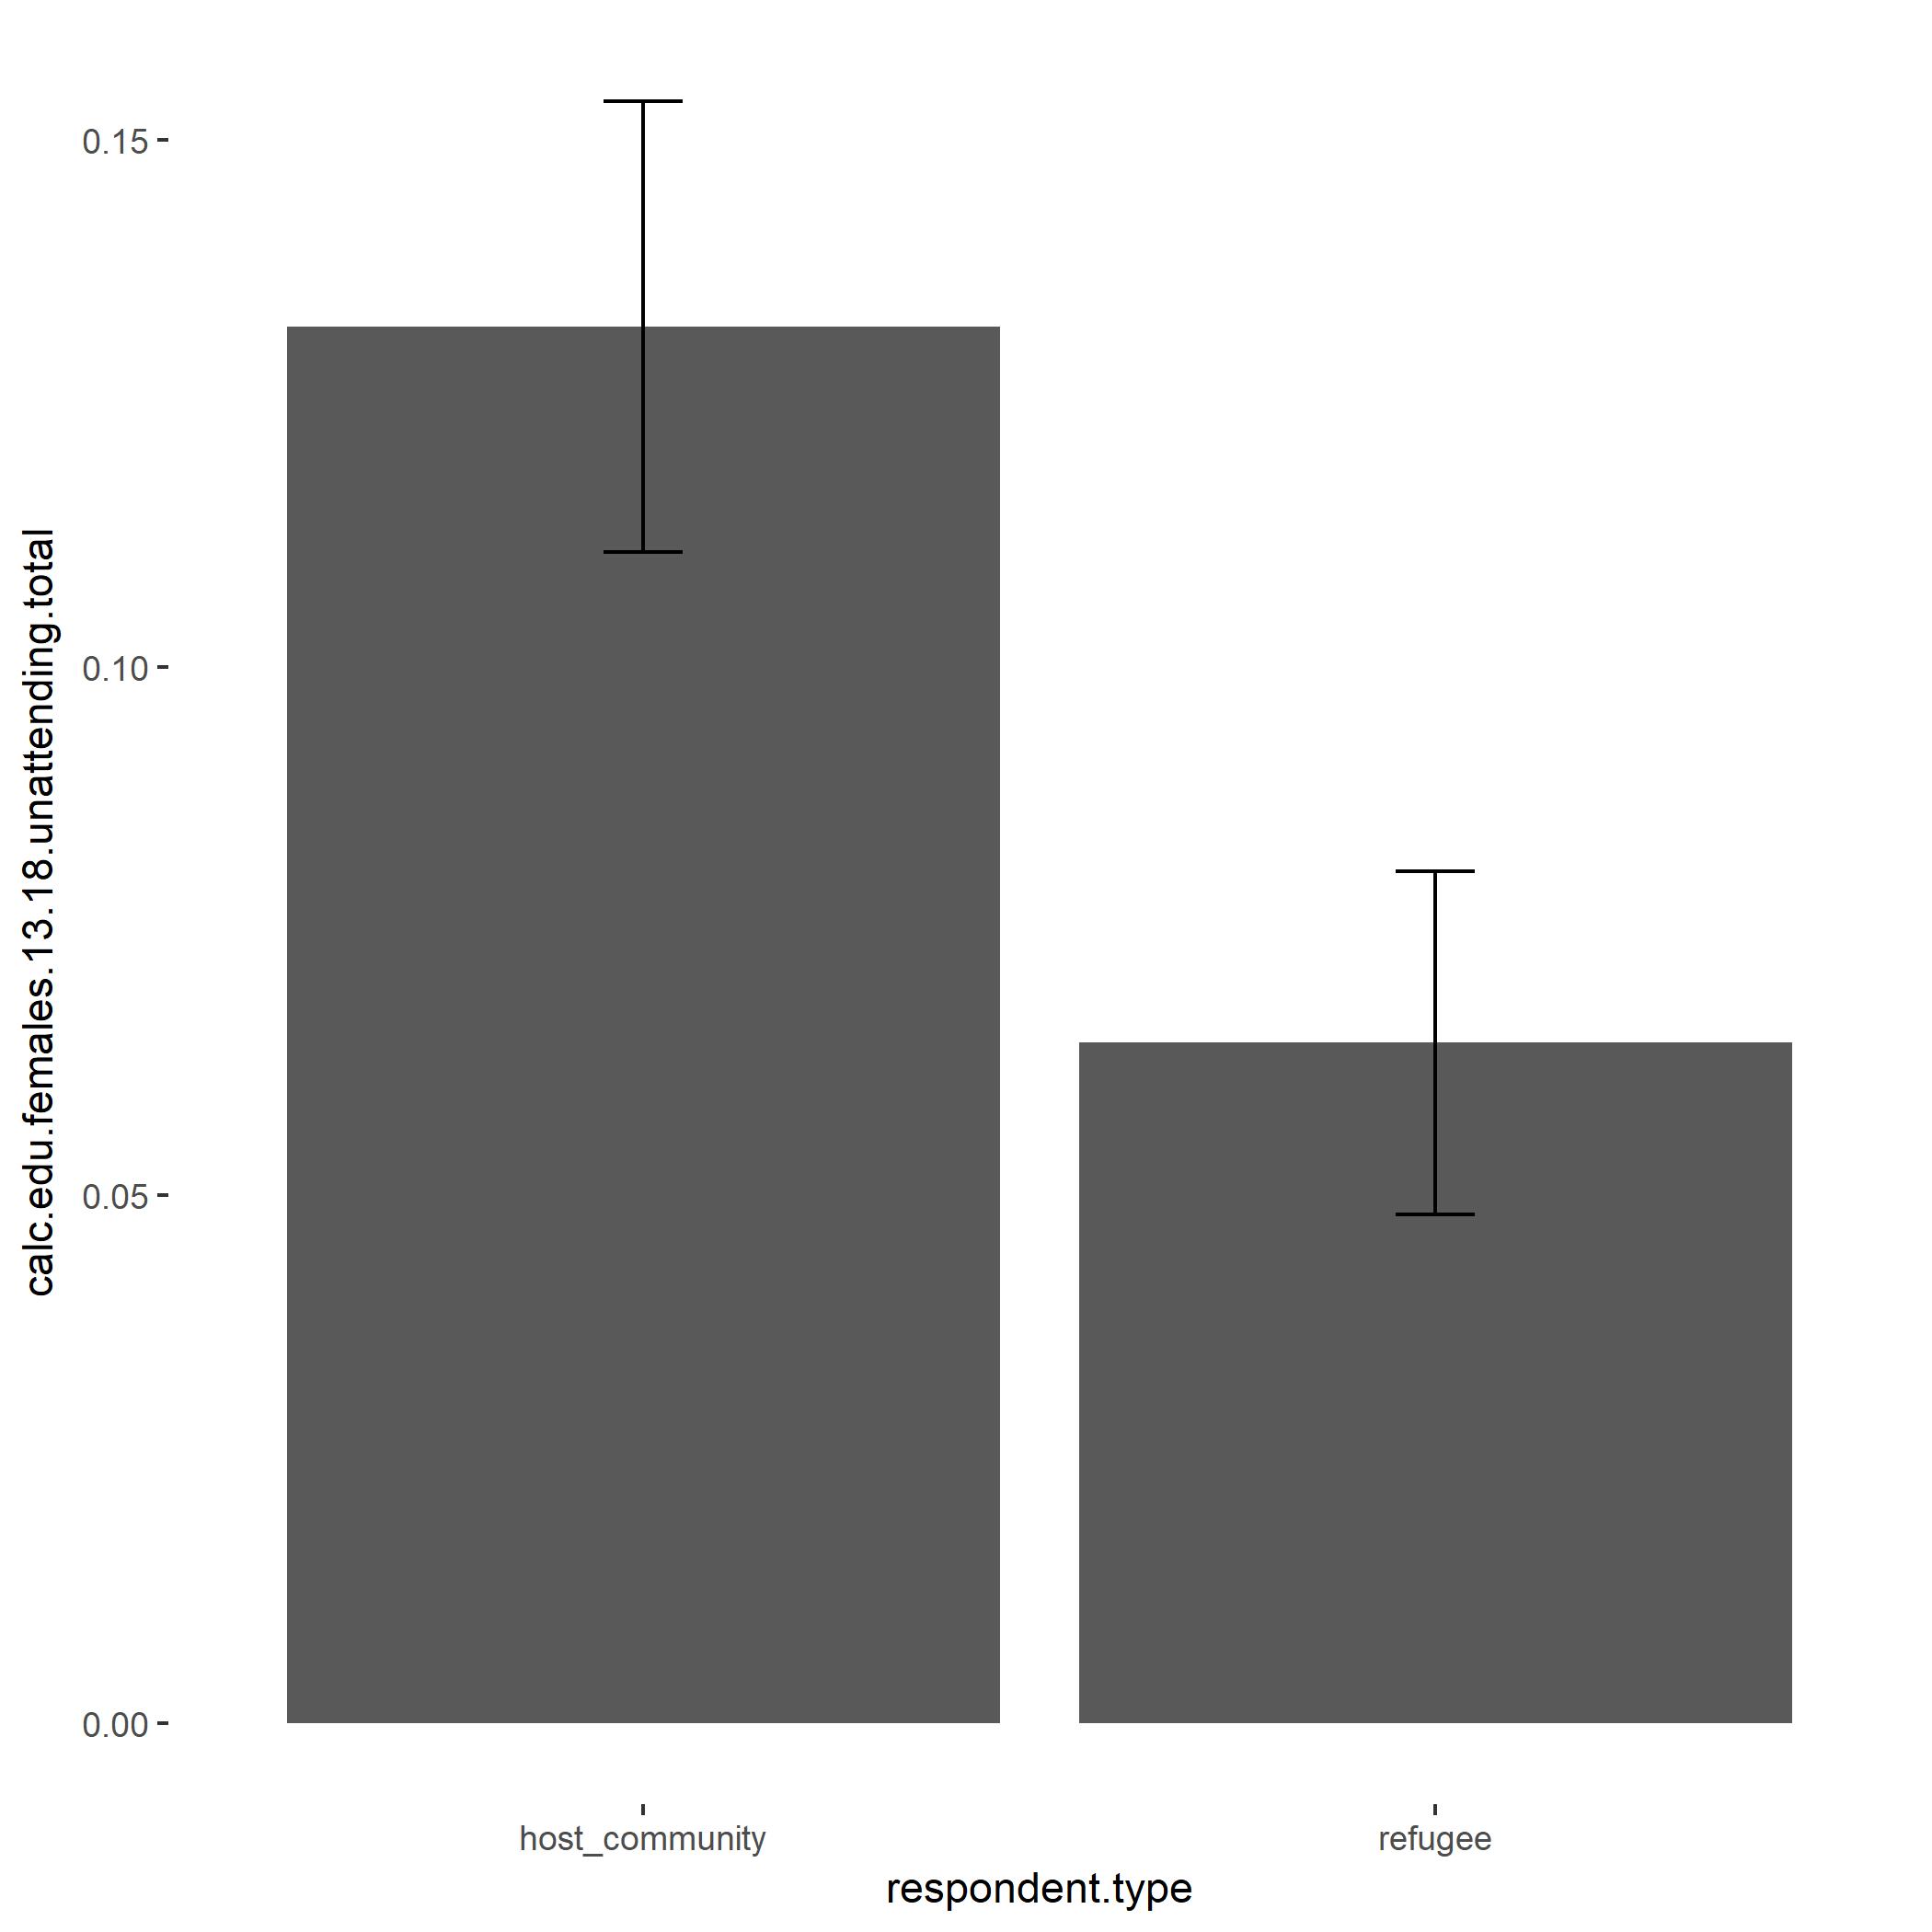 calc.edu.females.13.18.unattending.total
0.15
0.10
0.05
0.00
host_community
refugee
respondent.type